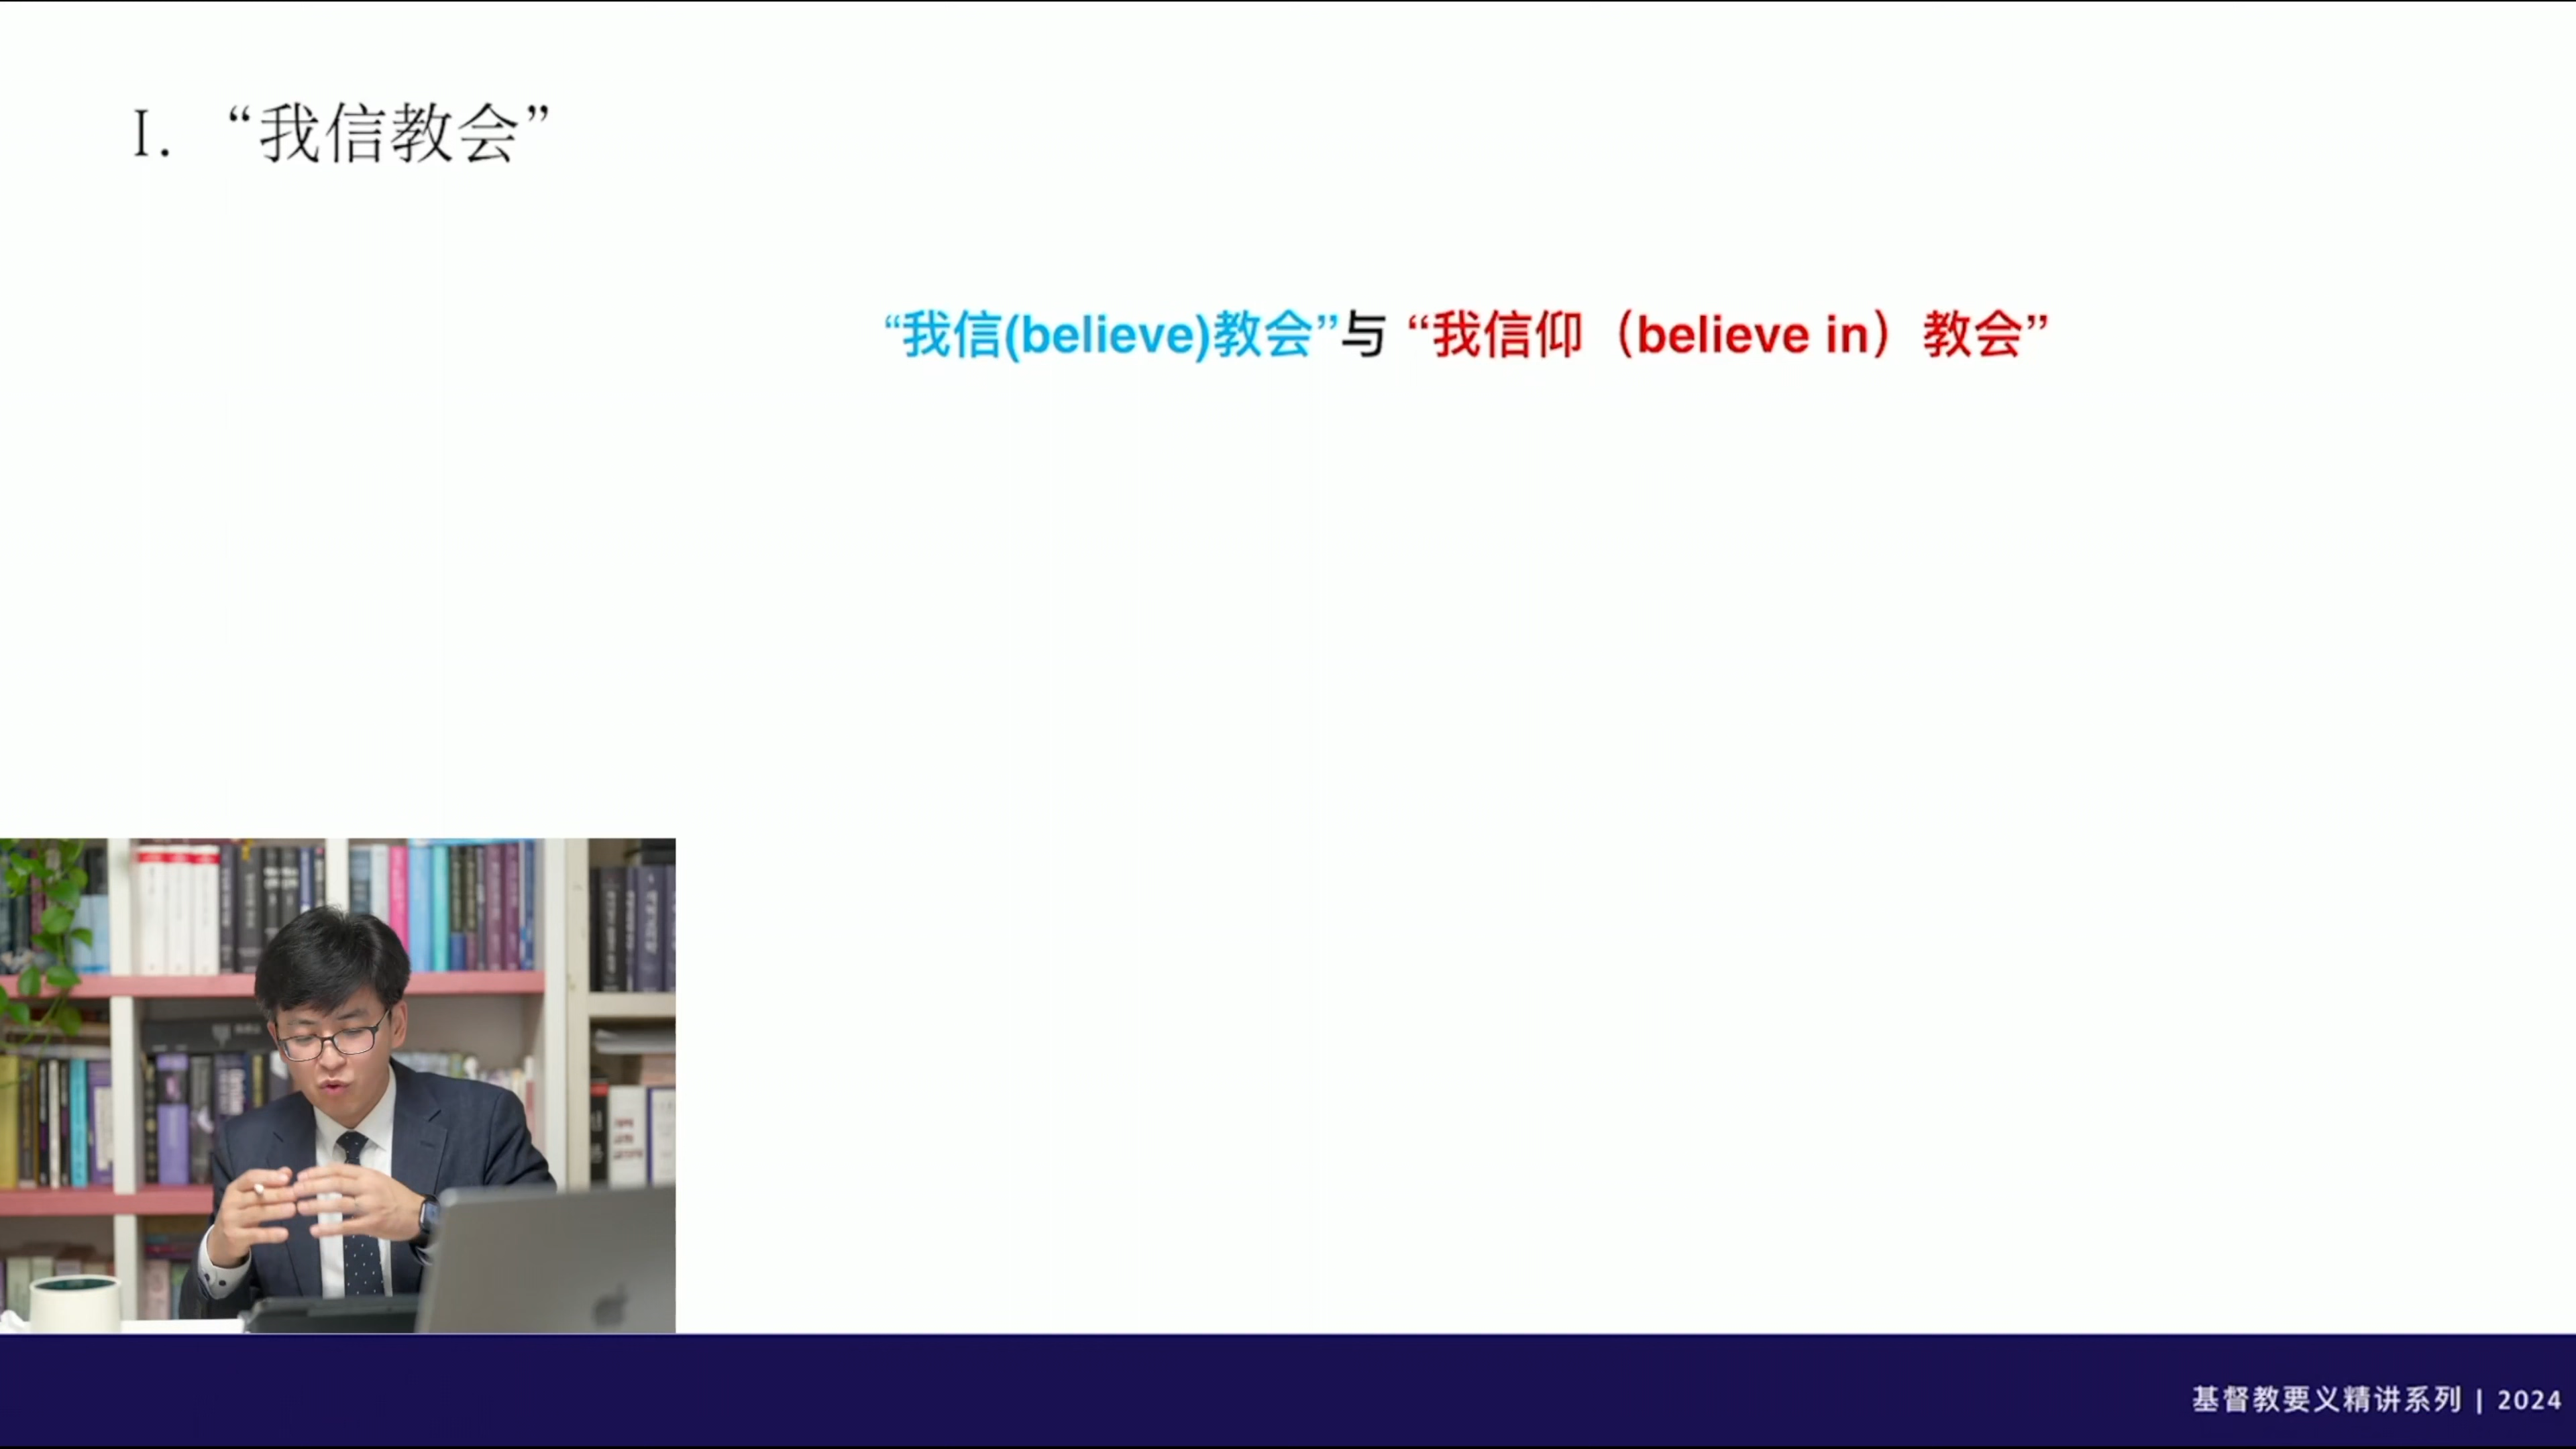 I. “我信教会”
“我信(believe)教会”与 “我信仰（believe in）教会”
基督教要义精讲系列 | 2024